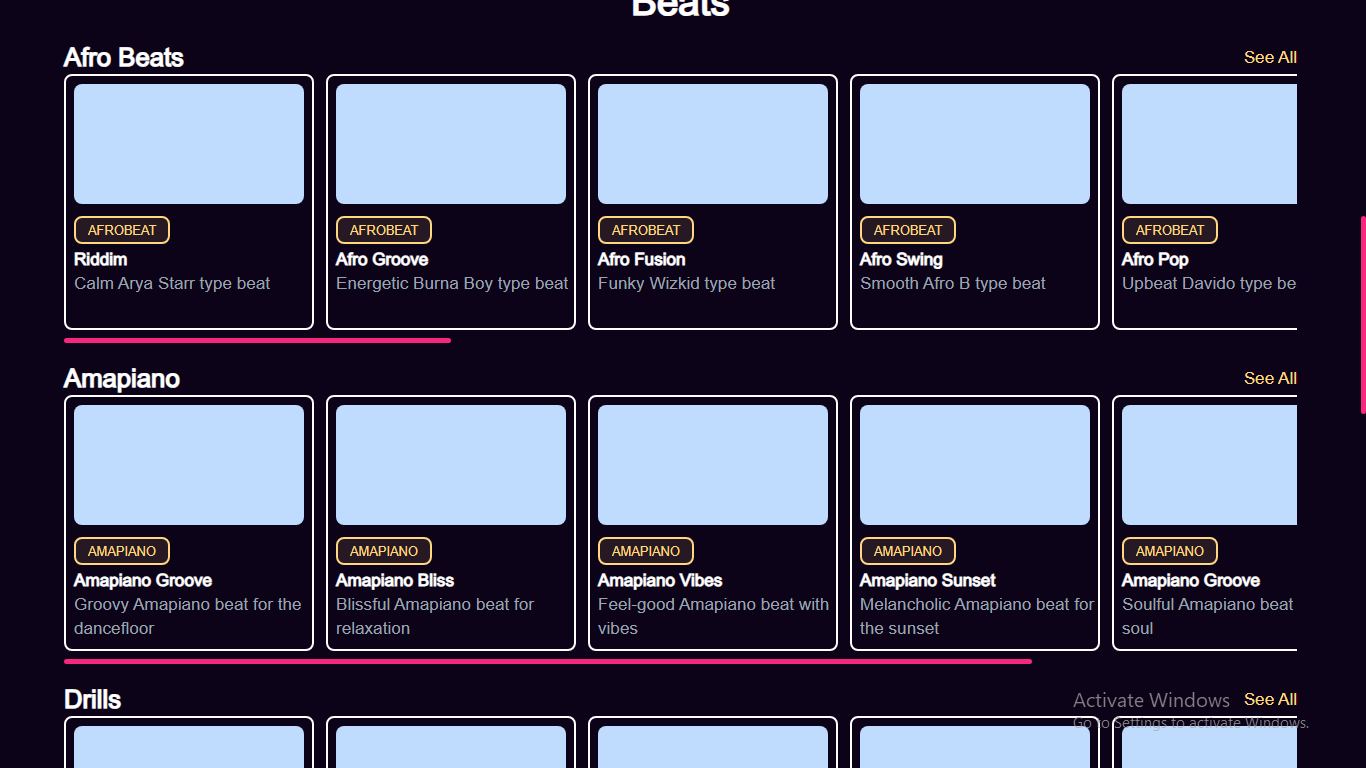 Beats
Afro Beats
See All
AFROBEAT
AFROBEAT
AFROBEAT
AFROBEAT
AFROBEAT
Riddim
Afro Groove
Afro Fusion
Afro Swing
Afro Pop
Calm Arya Starr type beat
Energetic Burna Boy type beat
Funky Wizkid type beat
Smooth Afro B type beat
Upbeat Davido type be
Amapiano
See All
AMAPIANO
AMAPIANO
AMAPIANO
AMAPIANO
AMAPIANO
Amapiano Groove
Amapiano Bliss
Amapiano Vibes
Amapiano Sunset
Amapiano Groove
Groovy Amapiano beat for the
dancefloor
Blissful Amapiano beat for
relaxation
Feel-good Amapiano beat with
vibes
Melancholic Amapiano beat for
the sunset
Soulful Amapiano beat
soul
Drills
See All
Activate Windows
Go to Settings to activate Windows.